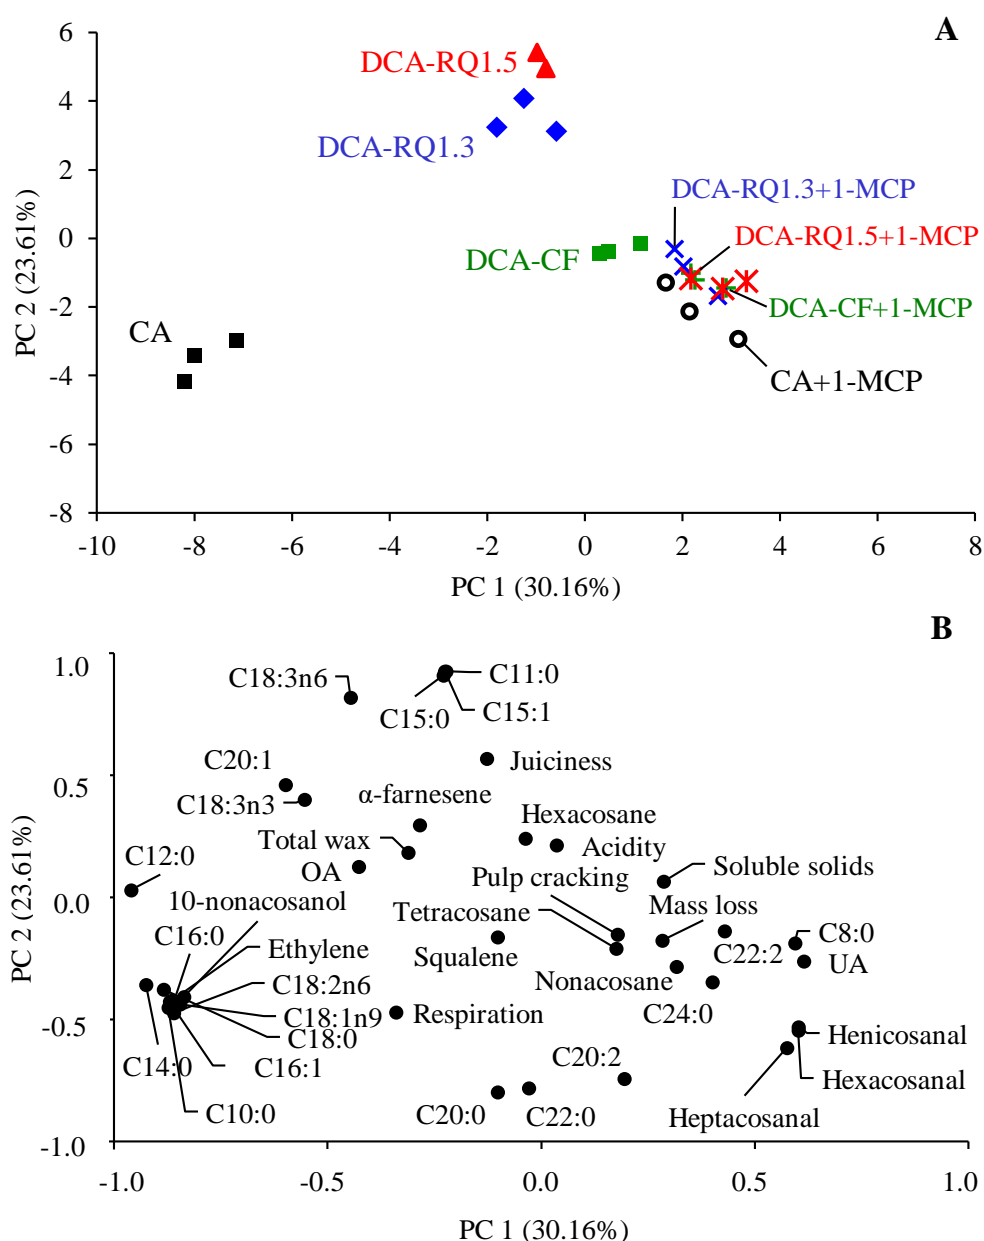 A
6
DCA-RQ1.5
4
DCA-RQ1.3
2
DCA-RQ1.3+1-MCP
0
DCA-RQ1.5+1-MCP
DCA-CF
-2
DCA-CF+1-MCP
CA
-4
CA+1-MCP
-6
-8
PC 2 (23.61%)
-10 -8 -6 -4 -2 0 2 4 6 8
PC 1 (30.16%)
B
1.0
C18:3n6
C11:0
C15:0 C15:1
C20:1
Juiciness
0.5
C18:3n3
α-farnesene
Hexacosane
Total wax
Acidity
C12:0
OA
Soluble solids
Pulp cracking
0.0
10-nonacosanol
Tetracosane
Mass loss
C16:0
Ethylene
Squalene
C22:2
C8:0
UA
C18:2n6
Nonacosane
C18:1n9
Respiration
C24:0
-0.5
C18:0
Henicosanal
C14:0
C16:1
C20:2
Hexacosanal
C10:0
C20:0
C22:0
Heptacosanal
-1.0
PC 2 (23.61%)
-1.0 -0.5 0.0 0.5 1.0
PC 1 (30.16%)